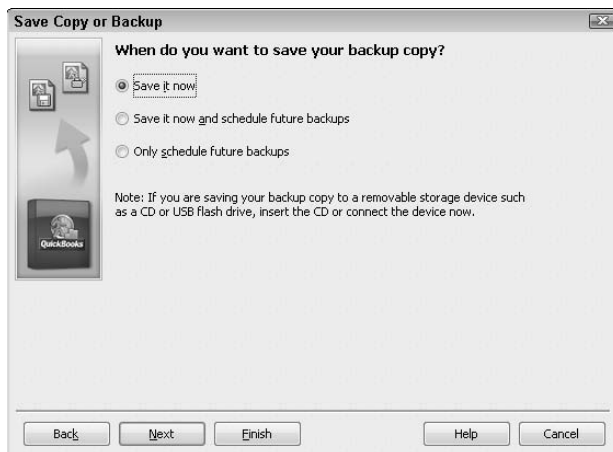 Save Copy or Backup
When do you want to save your backup copy?
Save it now
Save it now and schedule future backups
Only schedule future backups
Note: If you are saving your backup copy to a removable storage device such
as a CD or USB flash drive, insert the CD or connect the device now.
QuickBooks
Back
Next
Finish
Help
Cancel